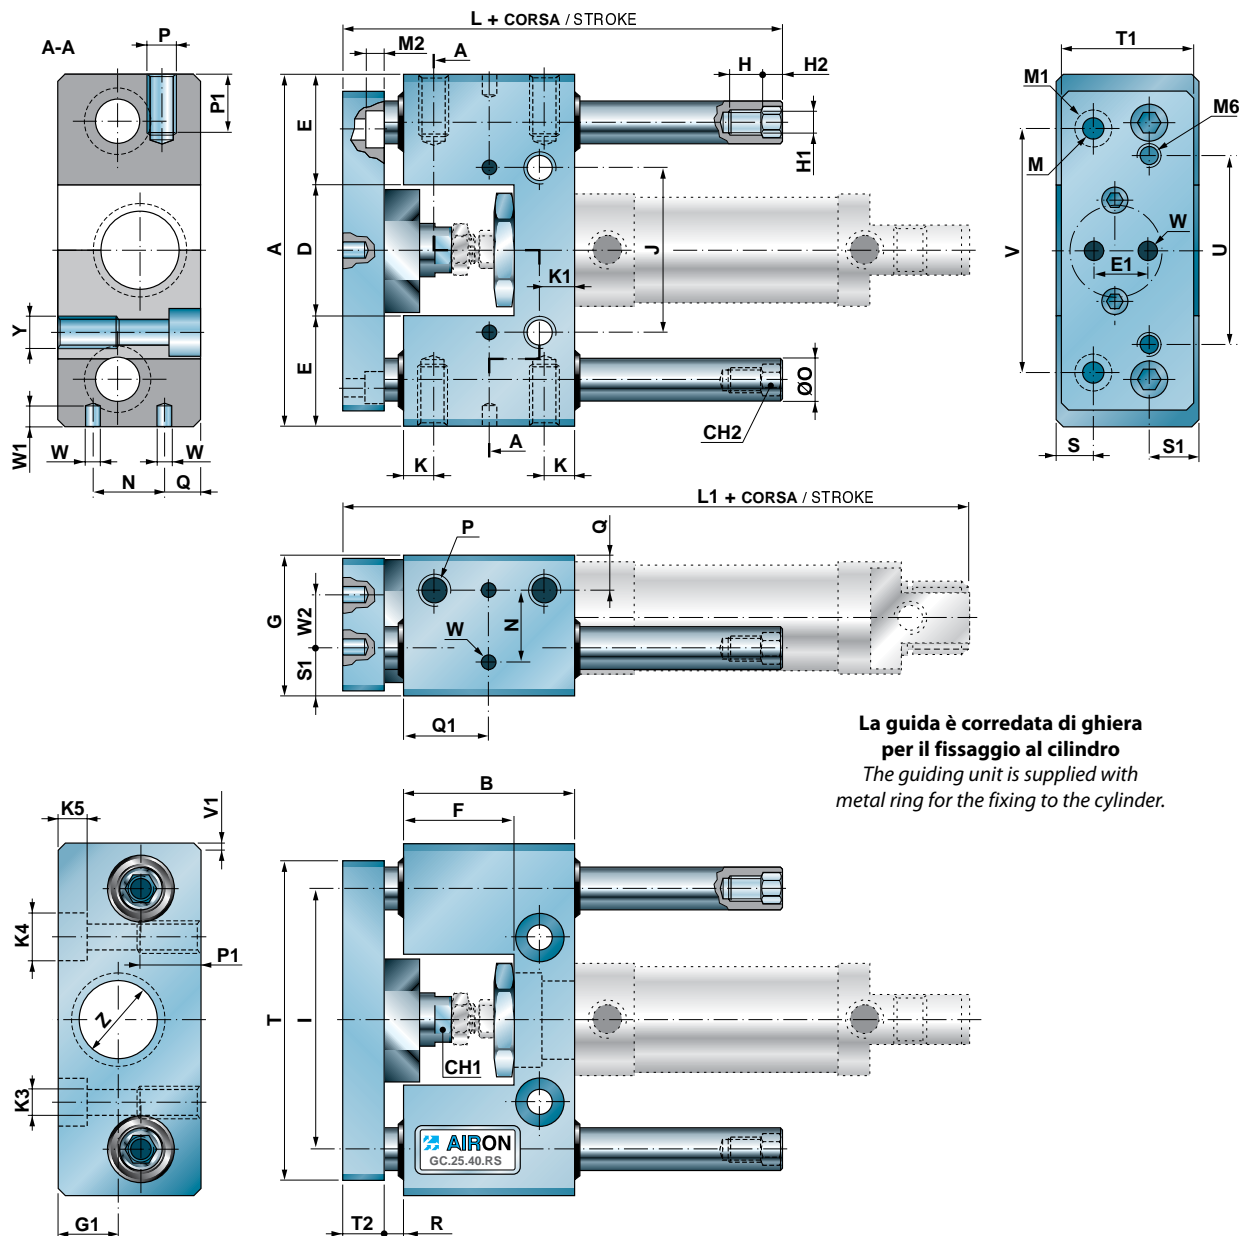 L + CORSA / STROKE
A-A
P
M2
A
H
H2
T1
M1
M6
P1
E
H1
M
A
D
J
K1
V
W
E1
U
Y
E
ØO
W1
W
W
N
Q
K
A
K
CH2
S
S1
L1 + CORSA / STROKE
P
Q
G
W2
N
W
S1
Q1
La guida è corredata di ghiera
per il fissaggio al cilindro
The guiding unit is supplied with
metal ring for the fixing to the cylinder.
B
K5
V1
F
K4
P1
Z
T
I
CH1
K3
AIRON
GC.25.40.RS
G1
T2
R